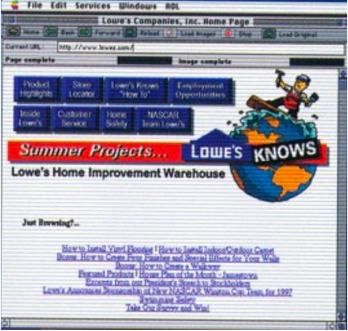 File Edit Services Windows AOL
Lowe's Companies, Inc. Home Page
Home Back Forward Reload Load Images Stop Load Original
Current URL: http://www.lowes.com/
Page complete Image complete
Product Highlights Store Locator Lowe's Knows "How To" Employment Opportunities
Inside Lowe's Customer Service Home Safety NASCAR Team Lowe's
Summer Projects... LOWE'S KNOWS
Lowe's Home Improvement Warehouse
Just Browsing?...
How to Install Vinyl Flooring | How to Install Indoor/Outdoor Carpet
Bonus: How to Create Faux Finishes and Special Effects for Your Walls
Bonus: How to Create a Walkway
Featured Products | Home Plan of the Month - Jamestown
Excerpts from our President's Speech to Stockholders
Lowe's Announces Sponsorship of New NASCAR Winston Cup Team for 1997
Swimming Safety
Take Our Survey and Win!